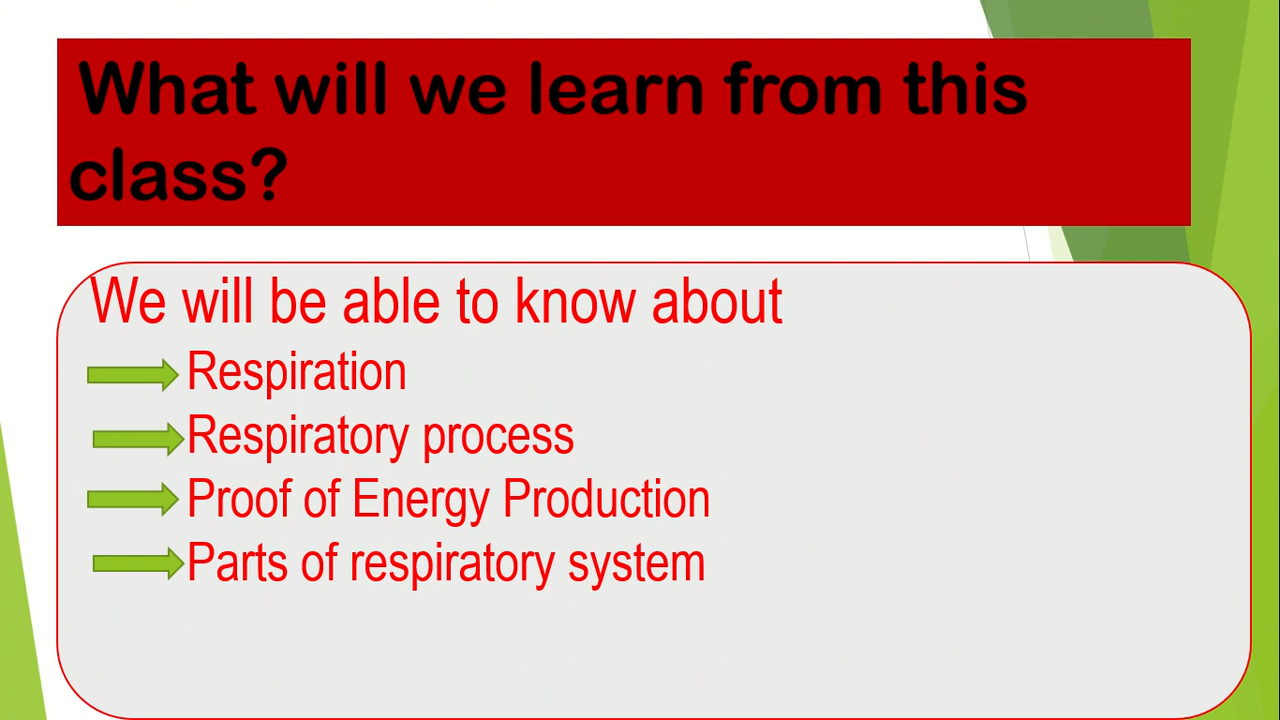 What will we learn from this
class?
We will be able to know about
Respiration
Respiratory process
Proof of Energy Production
Parts of respiratory system